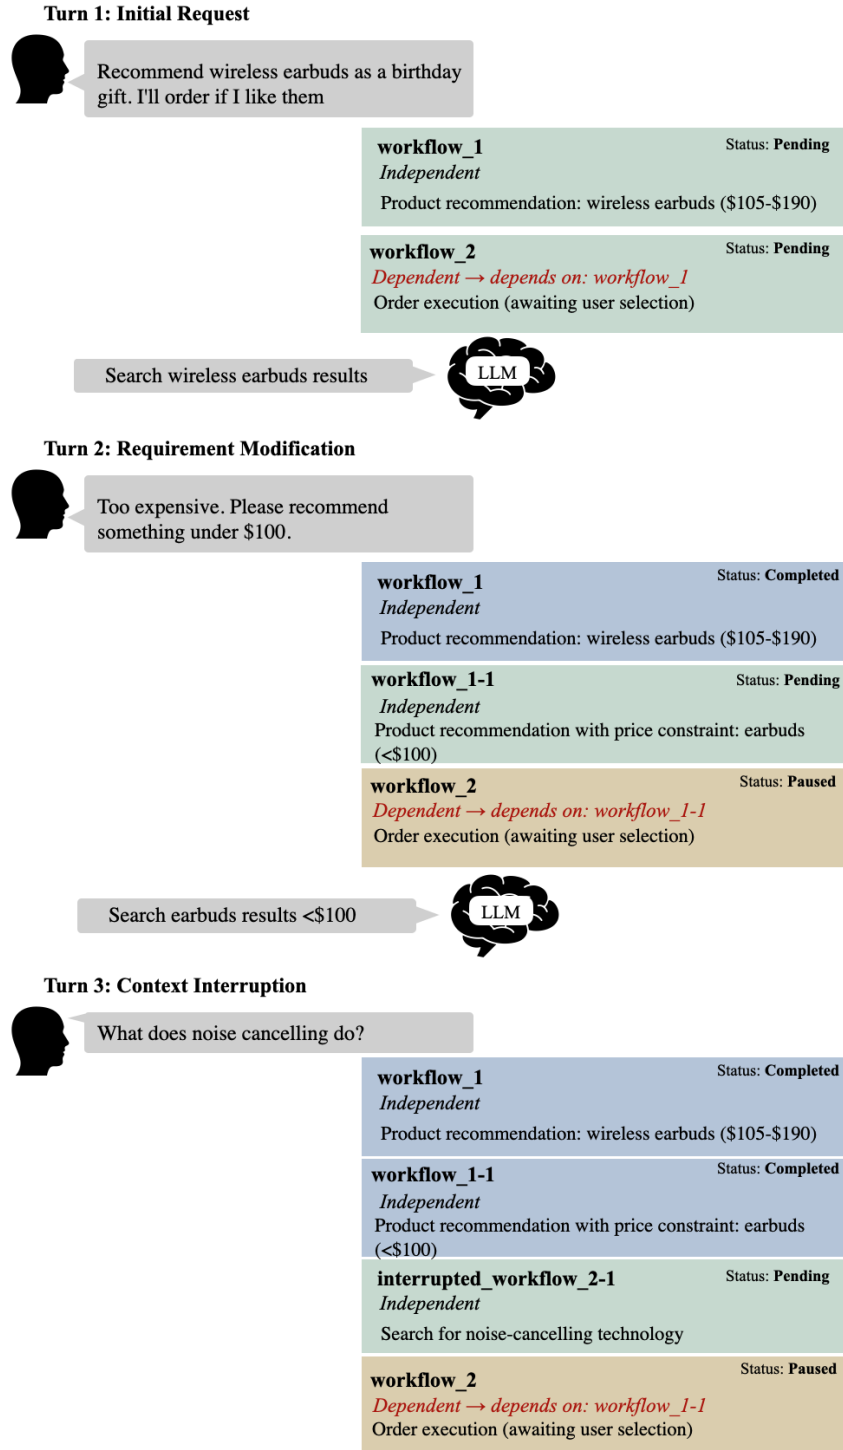 Turn 1: Initial Request
Recommend wireless earbuds as a birthday
gift. I'll order if I like them
workflow_1
Status: Pending
Independent
Product recommendation: wireless earbuds ($105-$190)
workflow_2
Status: Pending
Dependent → depends on: workflow_1
Order execution (awaiting user selection)
Search wireless earbuds results
LLM
Turn 2: Requirement Modification
Too expensive. Please recommend
something under $100.
workflow_1
Status: Completed
Independent
Product recommendation: wireless earbuds ($105-$190)
workflow_1-1
Status: Pending
Independent
Product recommendation with price constraint: earbuds
(<$100)
workflow_2
Status: Paused
Dependent → depends on: workflow_1-1
Order execution (awaiting user selection)
Search earbuds results <$100
LLM
Turn 3: Context Interruption
What does noise cancelling do?
workflow_1
Status: Completed
Independent
Product recommendation: wireless earbuds ($105-$190)
workflow_1-1
Status: Completed
Independent
Product recommendation with price constraint: earbuds
(<$100)
interrupted_workflow_2-1
Status: Pending
Independent
Search for noise-cancelling technology
workflow_2
Status: Paused
Dependent → depends on: workflow_1-1
Order execution (awaiting user selection)